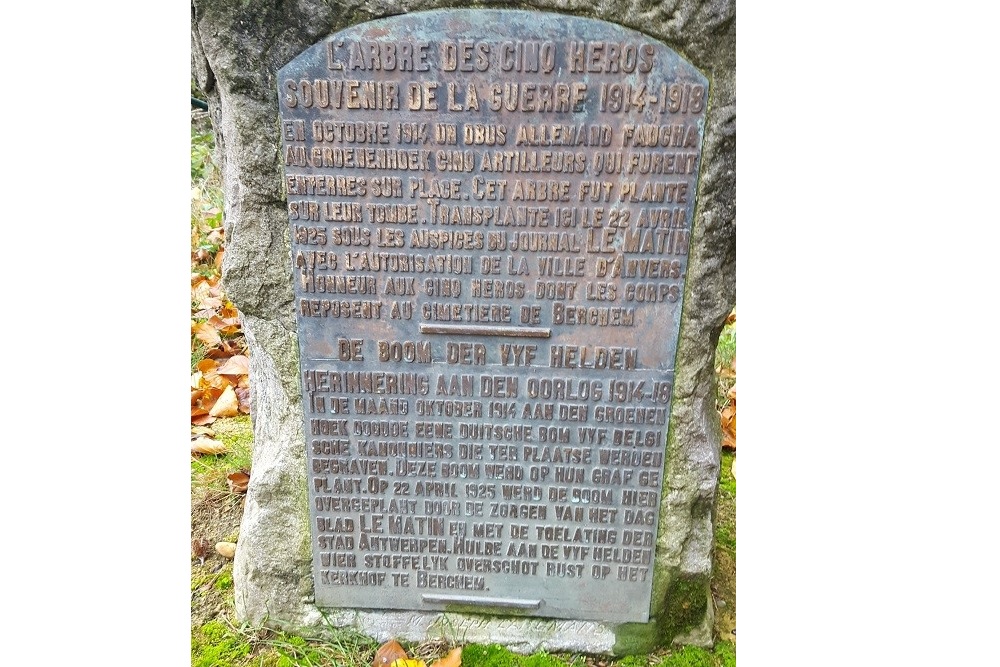 L'ARBRE DES CINQ HEROS
SOUVENIR DE LA GUERRE 1914-1918
EN OCTOBRE 1914 UN OBUS ALLEMAND FAUCHA
AU GROENENHOEK CINQ ARTILLEURS QUI FURENT
ENTERRES SUR PLACE. CET ARBRE FUT PLANTE
SUR LEUR TOMBE. TRANSPLANTE ICI LE 22 AVRIL
1925 SOUS LES AUSPICES DU JOURNAL LE MATIN
AVEC L'AUTORISATION DE LA VILLE D'ANVERS.
HONNEUR AUX CINQ HEROS DONT LES CORPS
REPOSENT AU CIMETIERE DE BERCHEM
DE BOOM DER VYF HELDEN
HERINNERING AAN DEN OORLOG 1914-18
IN DE MAAND OKTOBER 1914 AAN DEN GROENEN
HOEK DOODDE EENE DUITSCHE BOM VYF BELGI
SCHE KANONNIERS DIE TER PLAATSE WERDEN
BEGRAVEN. DEZE BOOM WERD OP HUN GRAF GE
PLANT. OP 22 APRIL 1925 WERD DE BOOM HIER
OVERGEPLANT DOOR DE ZORGEN VAN HET DAG
BLAD LE MATIN EN MET DE TOELATING DER
STAD ANTWERPEN. HULDE AAN DE VYF HELDEN
WIER STOFFELYK OVERSCHOT RUST OP HET
KERKHOF TE BERCHEM.